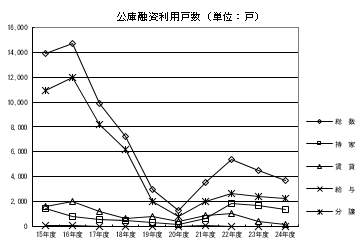 公庫融資利用戸数（単位：戸）
16,000
14,000
12,000
10,000
8,000
6,000
4,000
2,000
0
15年度 16年度 17年度 18年度 19年度 20年度 21年度 22年度 23年度 24年度
総 数
持 家
賃 貸
給 与
分 譲